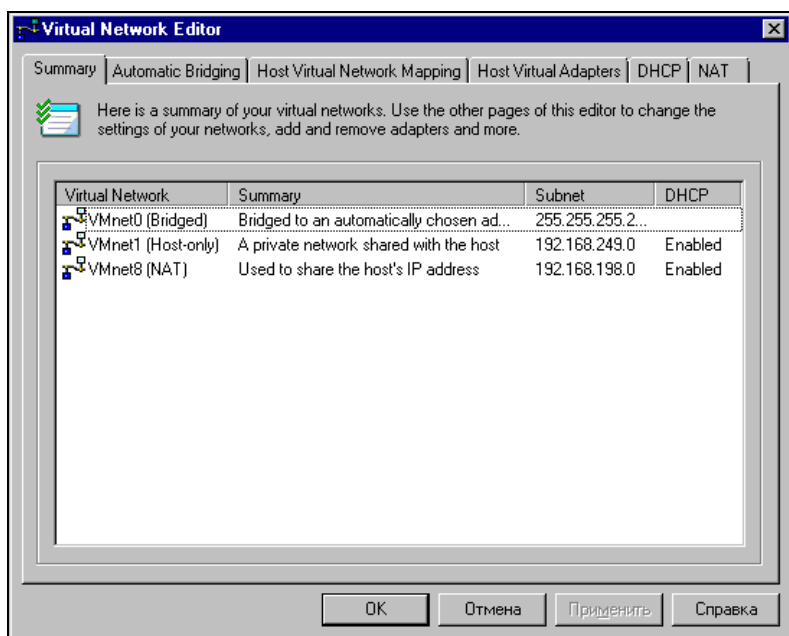 Virtual Network Editor
Summary Automatic Bridging Host Virtual Network Mapping Host Virtual Adapters DHCP NAT
Here is a summary of your virtual networks. Use the other pages of this editor to change the
settings of your networks, add and remove adapters and more.
Virtual Network Summary Subnet DHCP
VMnet0 (Bridged) Bridged to an automatically chosen ad... 255.255.255.2...
VMnet1 (Host-only) A private network shared with the host 192.168.249.0 Enabled
VMnet8 (NAT) Used to share the host's IP address 192.168.198.0 Enabled
OK Отмена Применить Справка